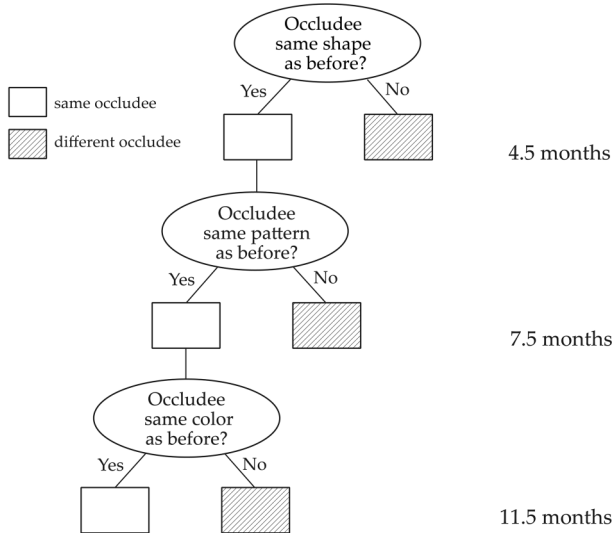 Occludee
same shape
as before?
Yes
No
same occludee
different occludee
4.5 months
Occludee
same pattern
as before?
Yes
No
7.5 months
Occludee
same color
as before?
Yes
No
11.5 months